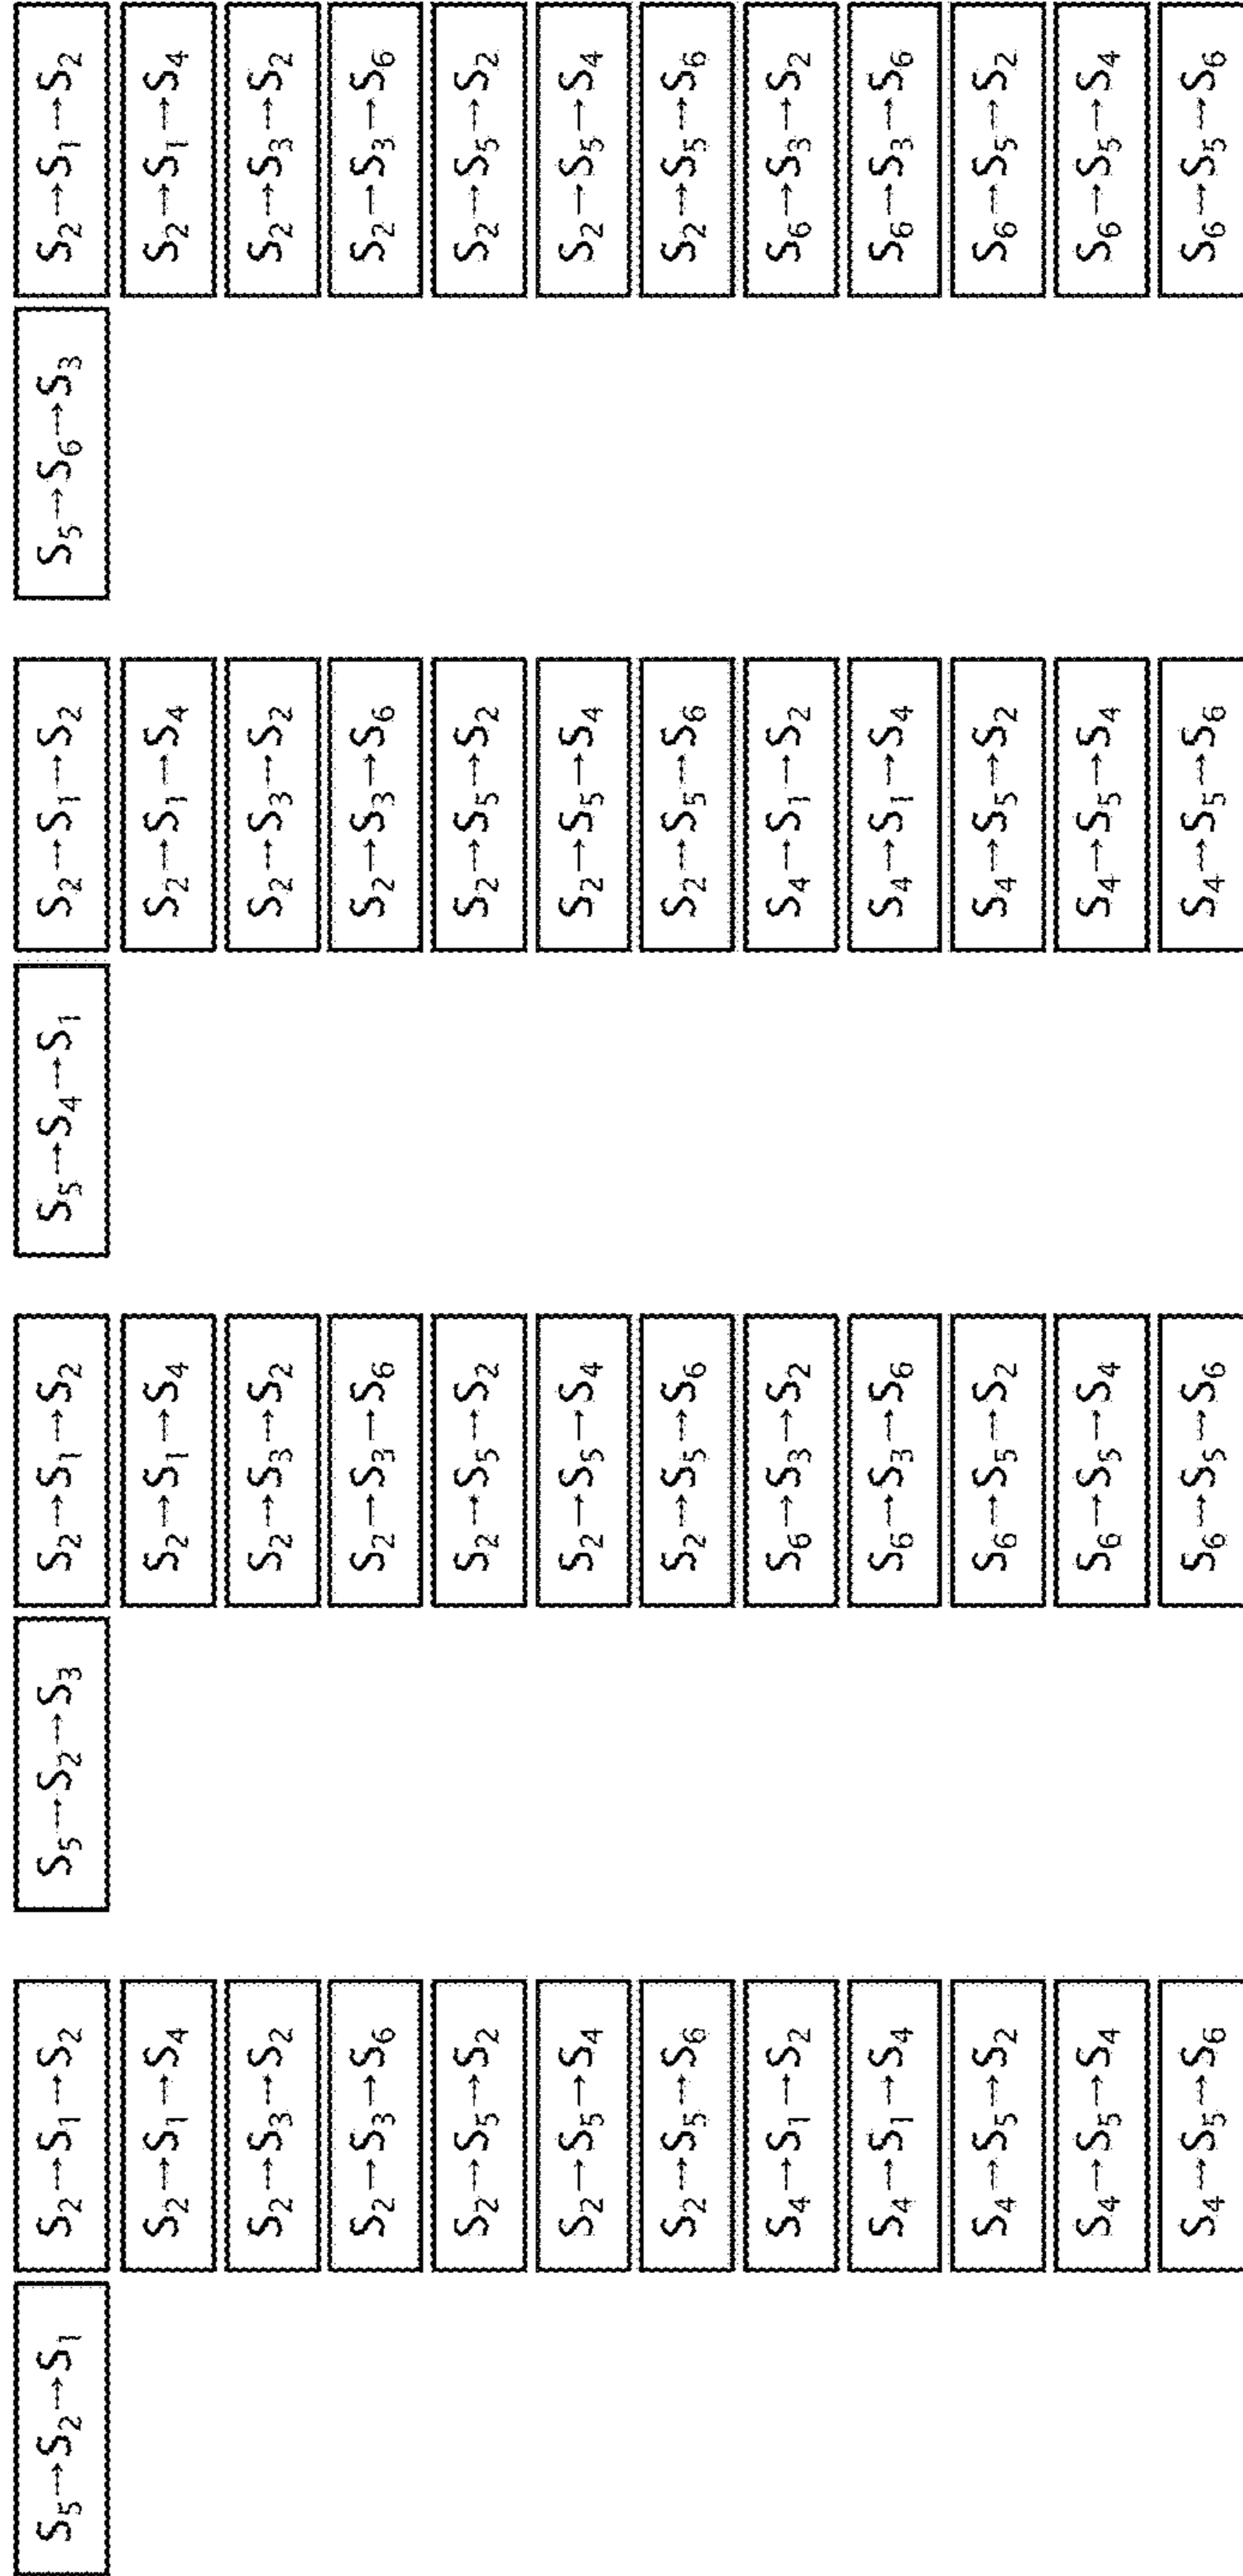 S₅→S₂→S₁
S₂→S₁→S₂
S₂→S₁→S₄
S₂→S₃→S₂
S₂→S₃→S₆
S₂→S₅→S₂
S₂→S₅→S₄
S₂→S₅→S₆
S₄→S₁→S₂
S₄→S₁→S₄
S₄→S₅→S₂
S₄→S₅→S₄
S₄→S₅→S₆
S₅→S₂→S₃
S₂→S₁→S₂
S₂→S₁→S₄
S₂→S₃→S₂
S₂→S₃→S₆
S₂→S₅→S₂
S₂→S₅→S₄
S₂→S₅→S₆
S₆→S₃→S₂
S₆→S₃→S₆
S₆→S₅→S₂
S₆→S₅→S₄
S₆→S₅→S₆
S₅→S₄→S₁
S₂→S₁→S₂
S₂→S₁→S₄
S₂→S₃→S₂
S₂→S₃→S₆
S₂→S₅→S₂
S₂→S₅→S₄
S₂→S₅→S₆
S₄→S₁→S₂
S₄→S₁→S₄
S₄→S₅→S₂
S₄→S₅→S₄
S₄→S₅→S₆
S₅→S₆→S₃
S₂→S₁→S₂
S₂→S₁→S₄
S₂→S₃→S₂
S₂→S₃→S₆
S₂→S₅→S₂
S₂→S₅→S₄
S₂→S₅→S₆
S₆→S₃→S₂
S₆→S₃→S₆
S₆→S₅→S₂
S₆→S₅→S₄
S₆→S₅→S₆